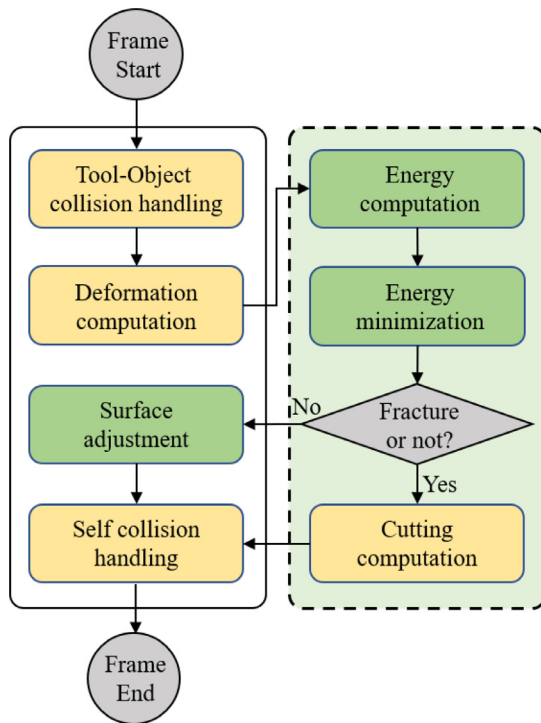 Frame
Start
Tool-Object
collision handling
Deformation
computation
Energy
computation
Energy
minimization
Fracture
or not?
No
Yes
Surface
adjustment
Cutting
computation
Self collision
handling
Frame
End